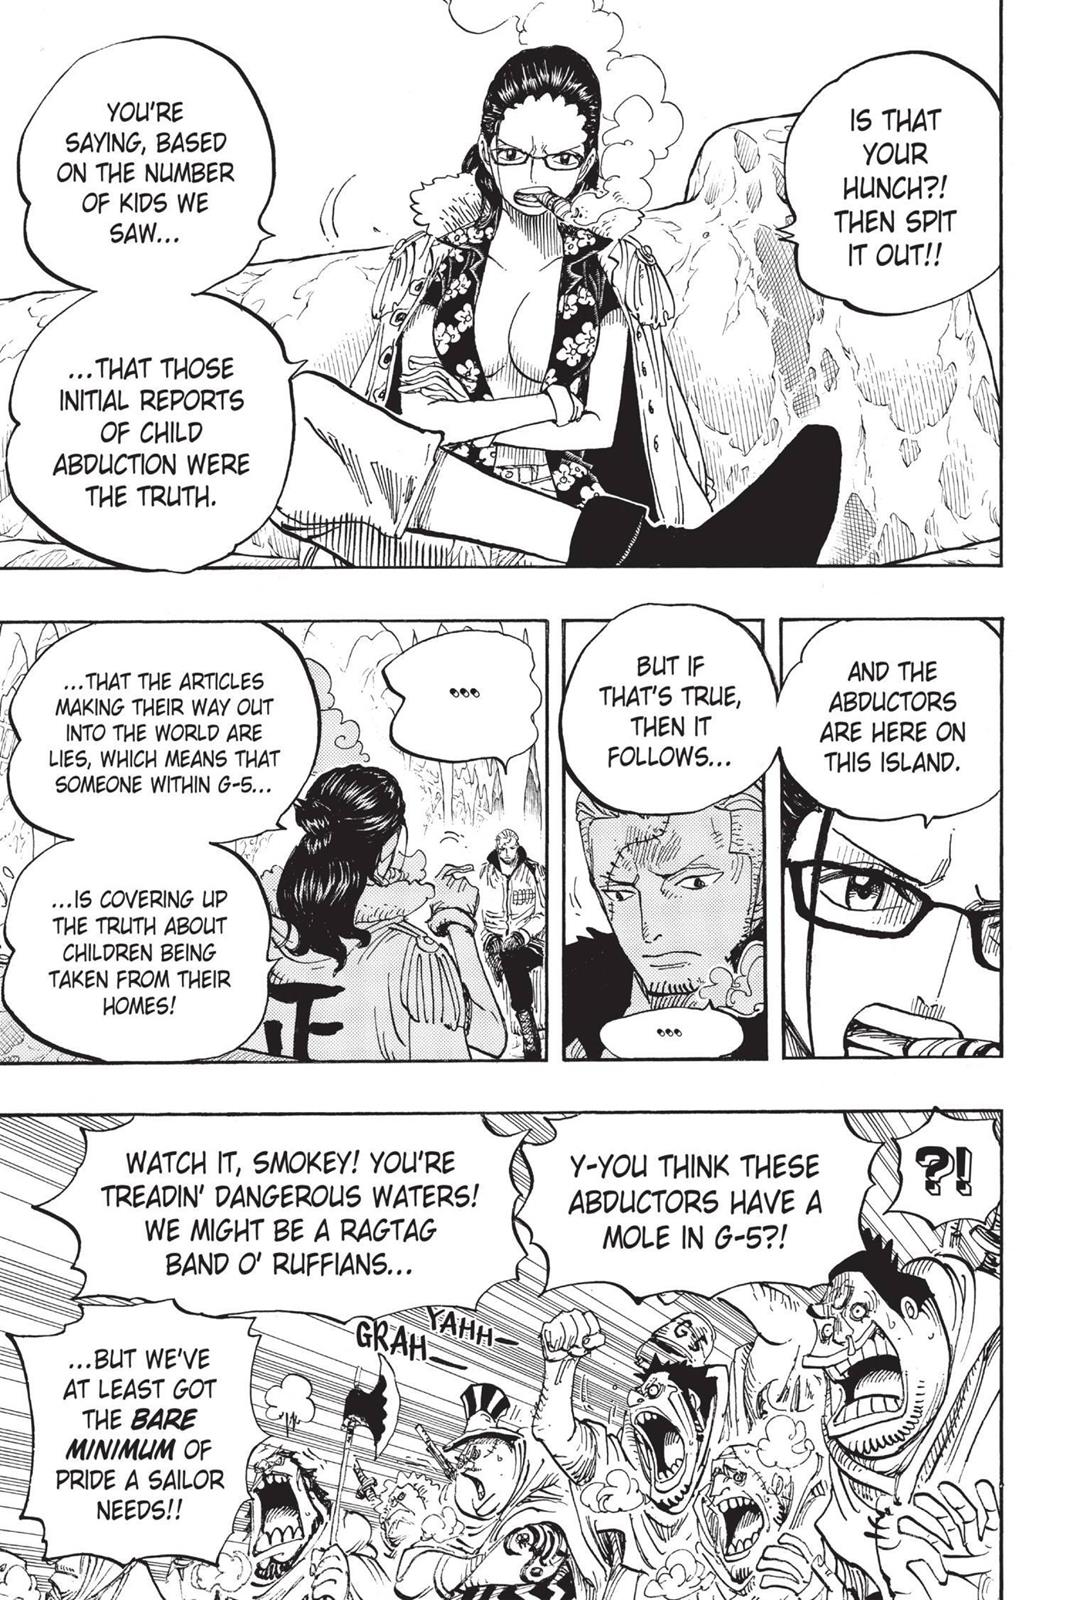 IS THAT
YOUR
HUNCH?!
THEN SPIT
IT OUT!!
YOU'RE
SAYING, BASED
ON THE NUMBER
OF KIDS WE
SAW...
...THAT THOSE
INITIAL REPORTS
OF CHILD
ABDUCTION WERE
THE TRUTH.
AND THE
ABDUCTORS
ARE HERE ON
THIS ISLAND.
BUT IF
THAT'S TRUE,
THEN IT
FOLLOWS...
...
...
...THAT THE ARTICLES
MAKING THEIR WAY OUT
INTO THE WORLD ARE
LIES, WHICH MEANS THAT
SOMEONE WITHIN G-5...
...IS COVERING UP
THE TRUTH ABOUT
CHILDREN BEING
TAKEN FROM THEIR
HOMES!
正
?!
Y-YOU THINK THESE
ABDUCTORS HAVE A
MOLE IN G-5?!
WATCH IT, SMOKEY! YOU'RE
TREADIN' DANGEROUS WATERS!
WE MIGHT BE A RAGTAG
BAND O' RUFFIANS...
YAHH—
GRAH—
...BUT WE'VE
AT LEAST GOT
THE BARE
MINIMUM OF
PRIDE A SAILOR
NEEDS!!